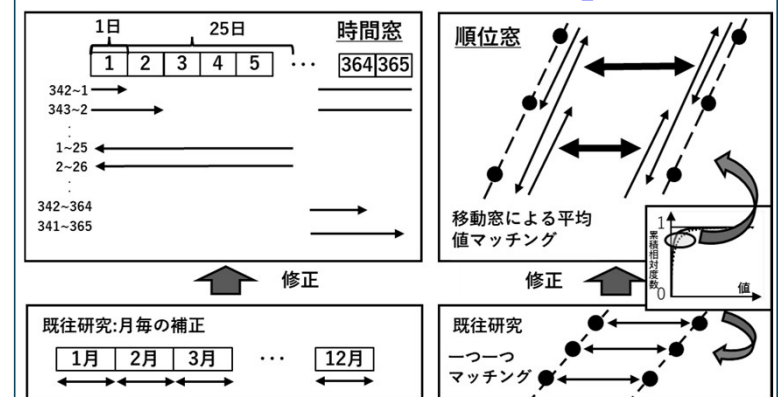 1日
25日
時間窓
1 2 3 4 5 ··· 364 365
342~1
343~2
:
1~25
2~26
:
342~364
341~365
修正
既往研究:月毎の補正
1月 2月 3月 ··· 12月
順位窓
移動窓による平均
値マッチング
1
累積相対度数
0
値
修正
既往研究
一つ一つ
マッチング